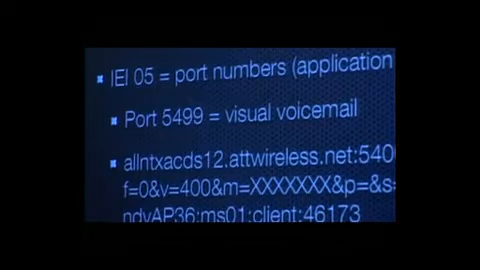 IEI 05 = port numbers (application
Port 5499 = visual voicemail
allntxacds12.attwireless.net:540
f=0&v=400&m=XXXXXXX&p=&s=
ndyAP36:ms01:client:46173